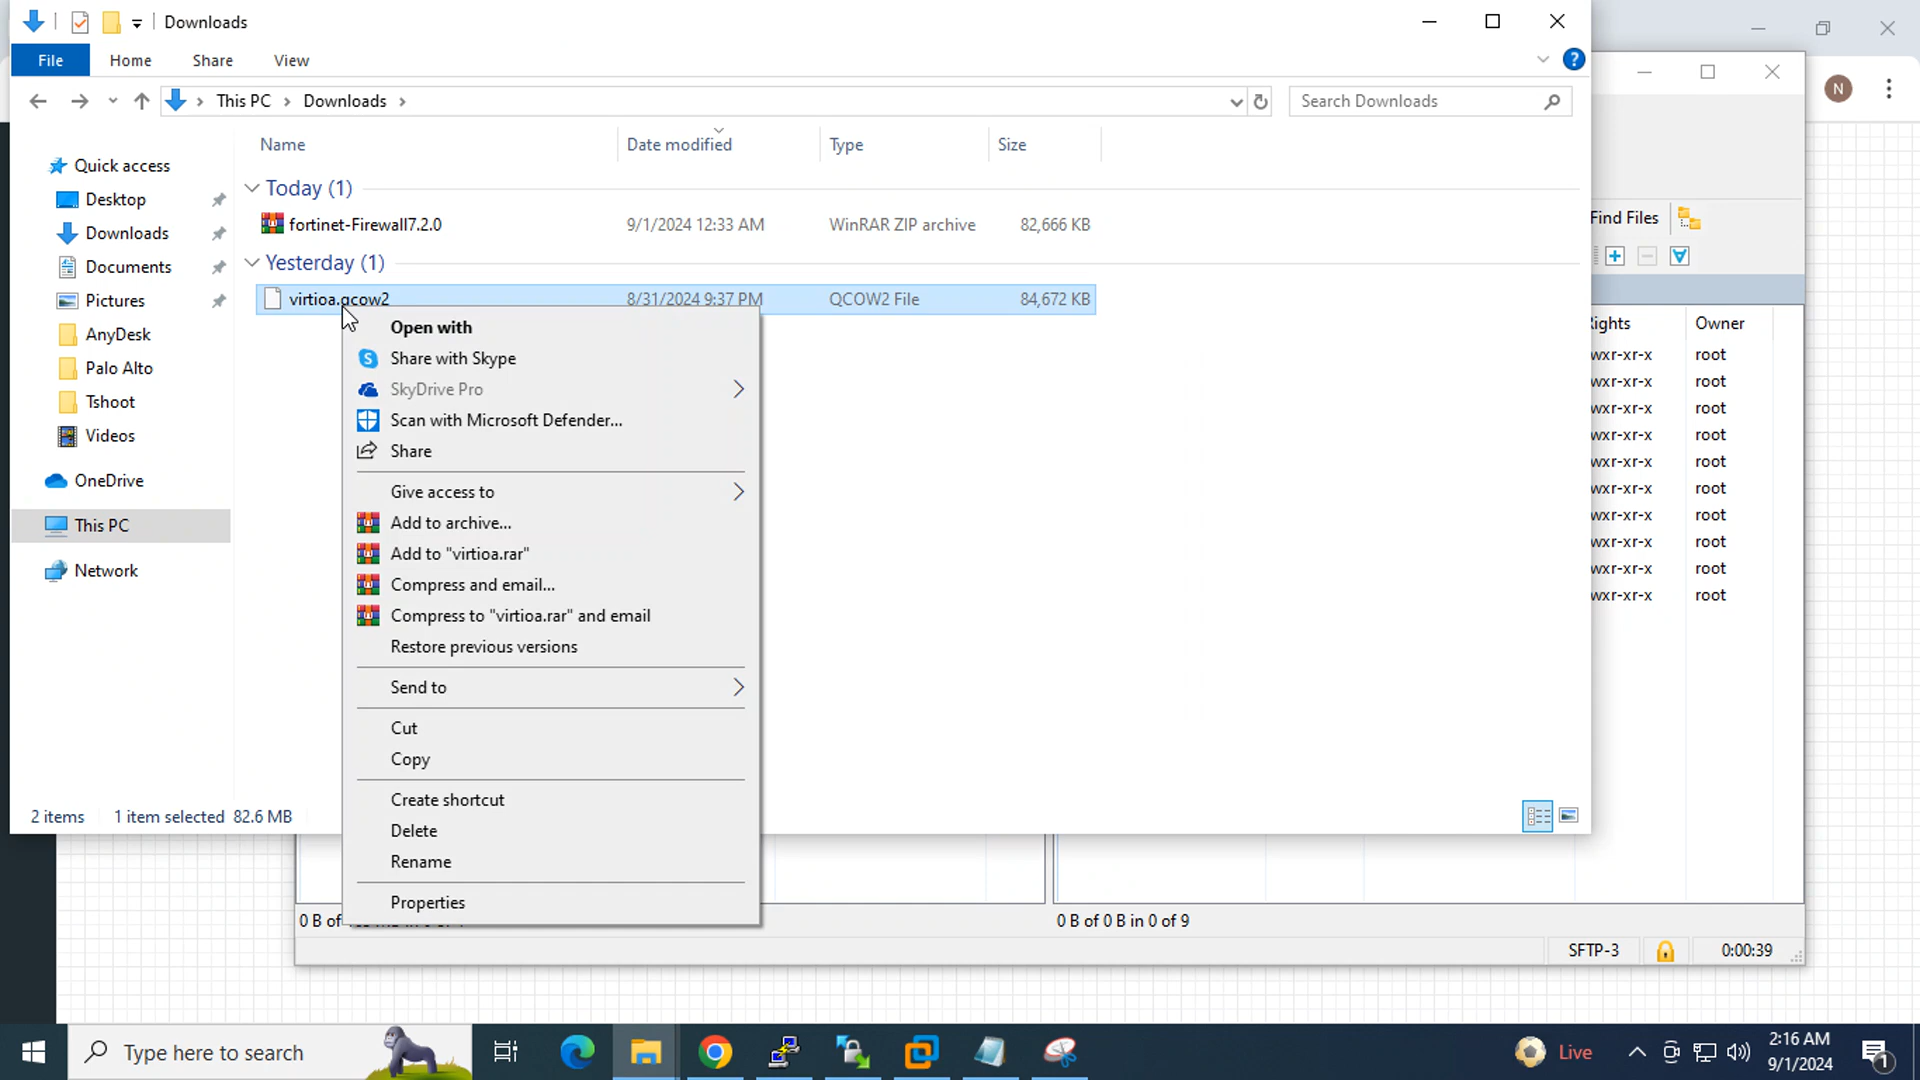 Downloads
File Home Share View
This PC Downloads
Search Downloads
N
Name Date modified Type Size
Quick access
Desktop
Downloads
Documents
Pictures
AnyDesk
Palo Alto
Tshoot
Videos
OneDrive
This PC
Network
Today (1)
fortinet-Firewall7.2.0 9/1/2024 12:33 AM WinRAR ZIP archive 82,666 KB
Yesterday (1)
virtioa.qcow2 8/31/2024 9:37 PM QCOW2 File 84,672 KB
Open with
Share with Skype
SkyDrive Pro
Scan with Microsoft Defender...
Share
Give access to
Add to archive...
Add to "virtioa.rar"
Compress and email...
Compress to "virtioa.rar" and email
Restore previous versions
Send to
Cut
Copy
Create shortcut
Delete
Rename
Properties
2 items 1 item selected 82.6 MB
Find Files
Owner
wxr-xr-x root
wxr-xr-x root
wxr-xr-x root
wxr-xr-x root
wxr-xr-x root
wxr-xr-x root
wxr-xr-x root
wxr-xr-x root
wxr-xr-x root
wxr-xr-x root
0 B of
0 B of 0 B in 0 of 9
SFTP-3 0:00:39
Type here to search
Live
2:16 AM
9/1/2024
1